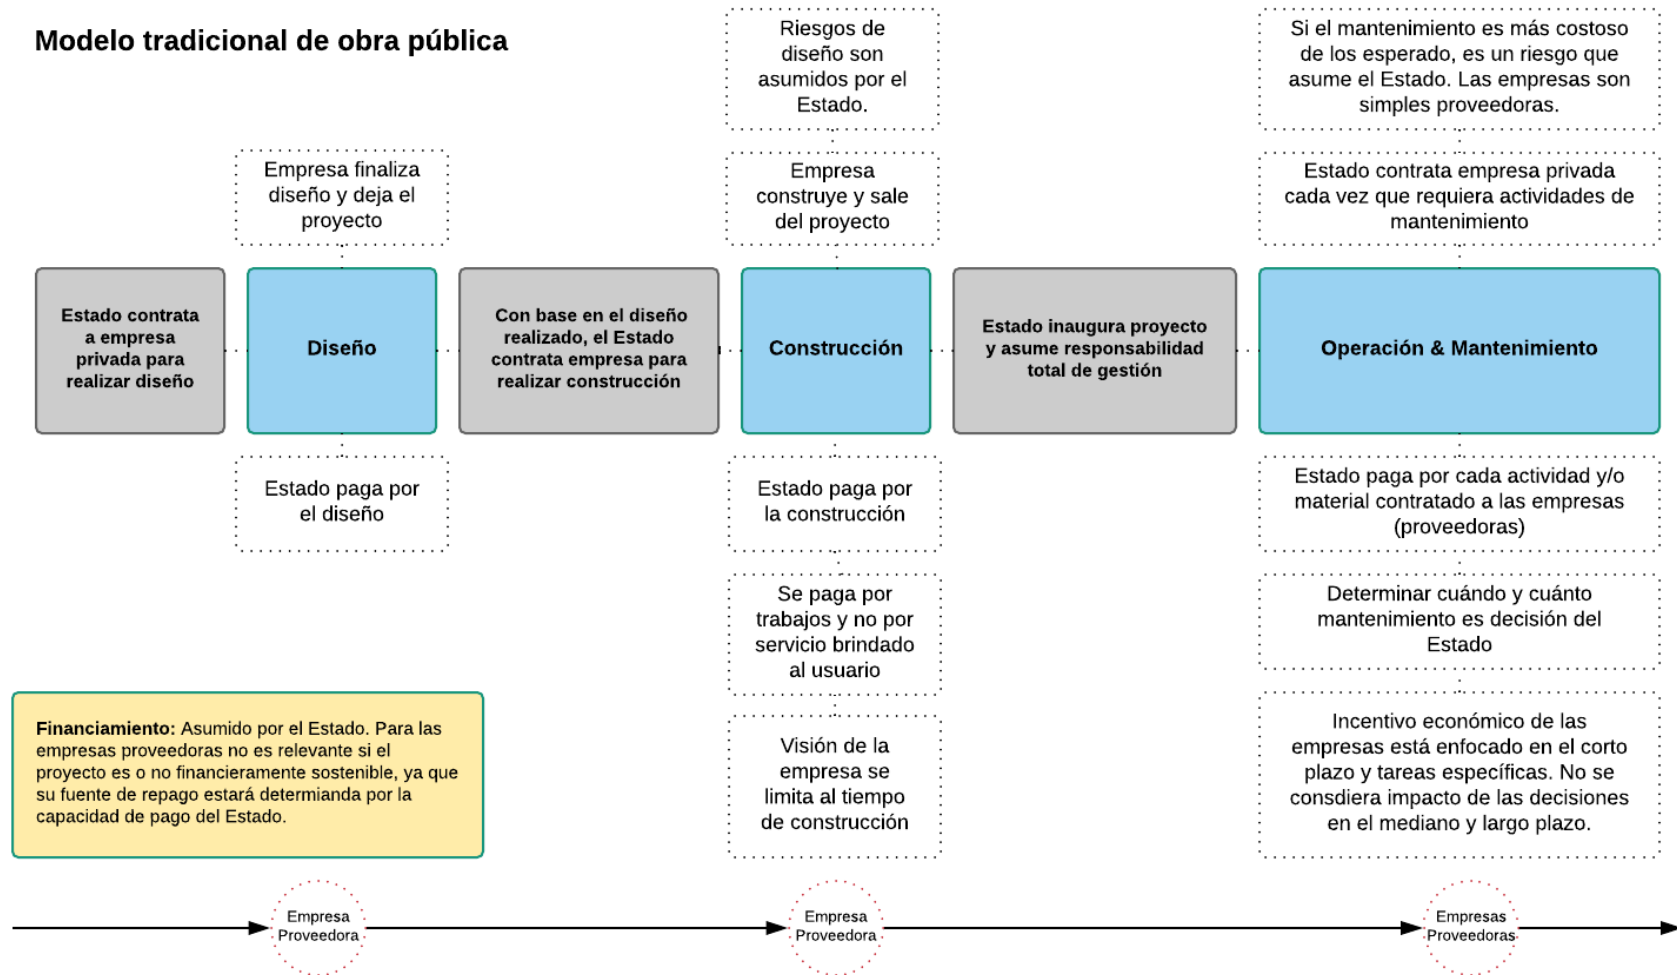 Modelo tradicional de obra pública
Riesgos de
diseño son
asumidos por el
Estado.
Si el mantenimiento es más costoso
de los esperado, es un riesgo que
asume el Estado. Las empresas son
simples proveedoras.
Empresa finaliza
diseño y deja el
proyecto
Empresa
construye y sale
del proyecto
Estado contrata empresa privada
cada vez que requiera actividades de
mantenimiento
Estado contrata
a empresa
privada para
realizar diseño
Diseño
Con base en el diseño
realizado, el Estado
contrata empresa para
realizar construcción
Construcción
Estado inaugura proyecto
y asume responsabilidad
total de gestión
Operación & Mantenimiento
Estado paga por
el diseño
Estado paga por
la construcción
Estado paga por cada actividad y/o
material contratado a las empresas
(proveedoras)
Se paga por
trabajos y no por
servicio brindado
al usuario
Determinar cuándo y cuánto
mantenimiento es decisión del
Estado
Financiamiento: Asumido por el Estado. Para las
empresas proveedoras no es relevante si el
proyecto es o no financieramente sostenible, ya que
su fuente de repago estará determianda por la
capacidad de pago del Estado.
Visión de la
empresa se
limita al tiempo
de construcción
Incentivo económico de las
empresas está enfocado en el corto
plazo y tareas específicas. No se
consdiera impacto de las decisiones
en el mediano y largo plazo.
Empresa
Proveedora
Empresa
Proveedora
Empresas
Proveedoras